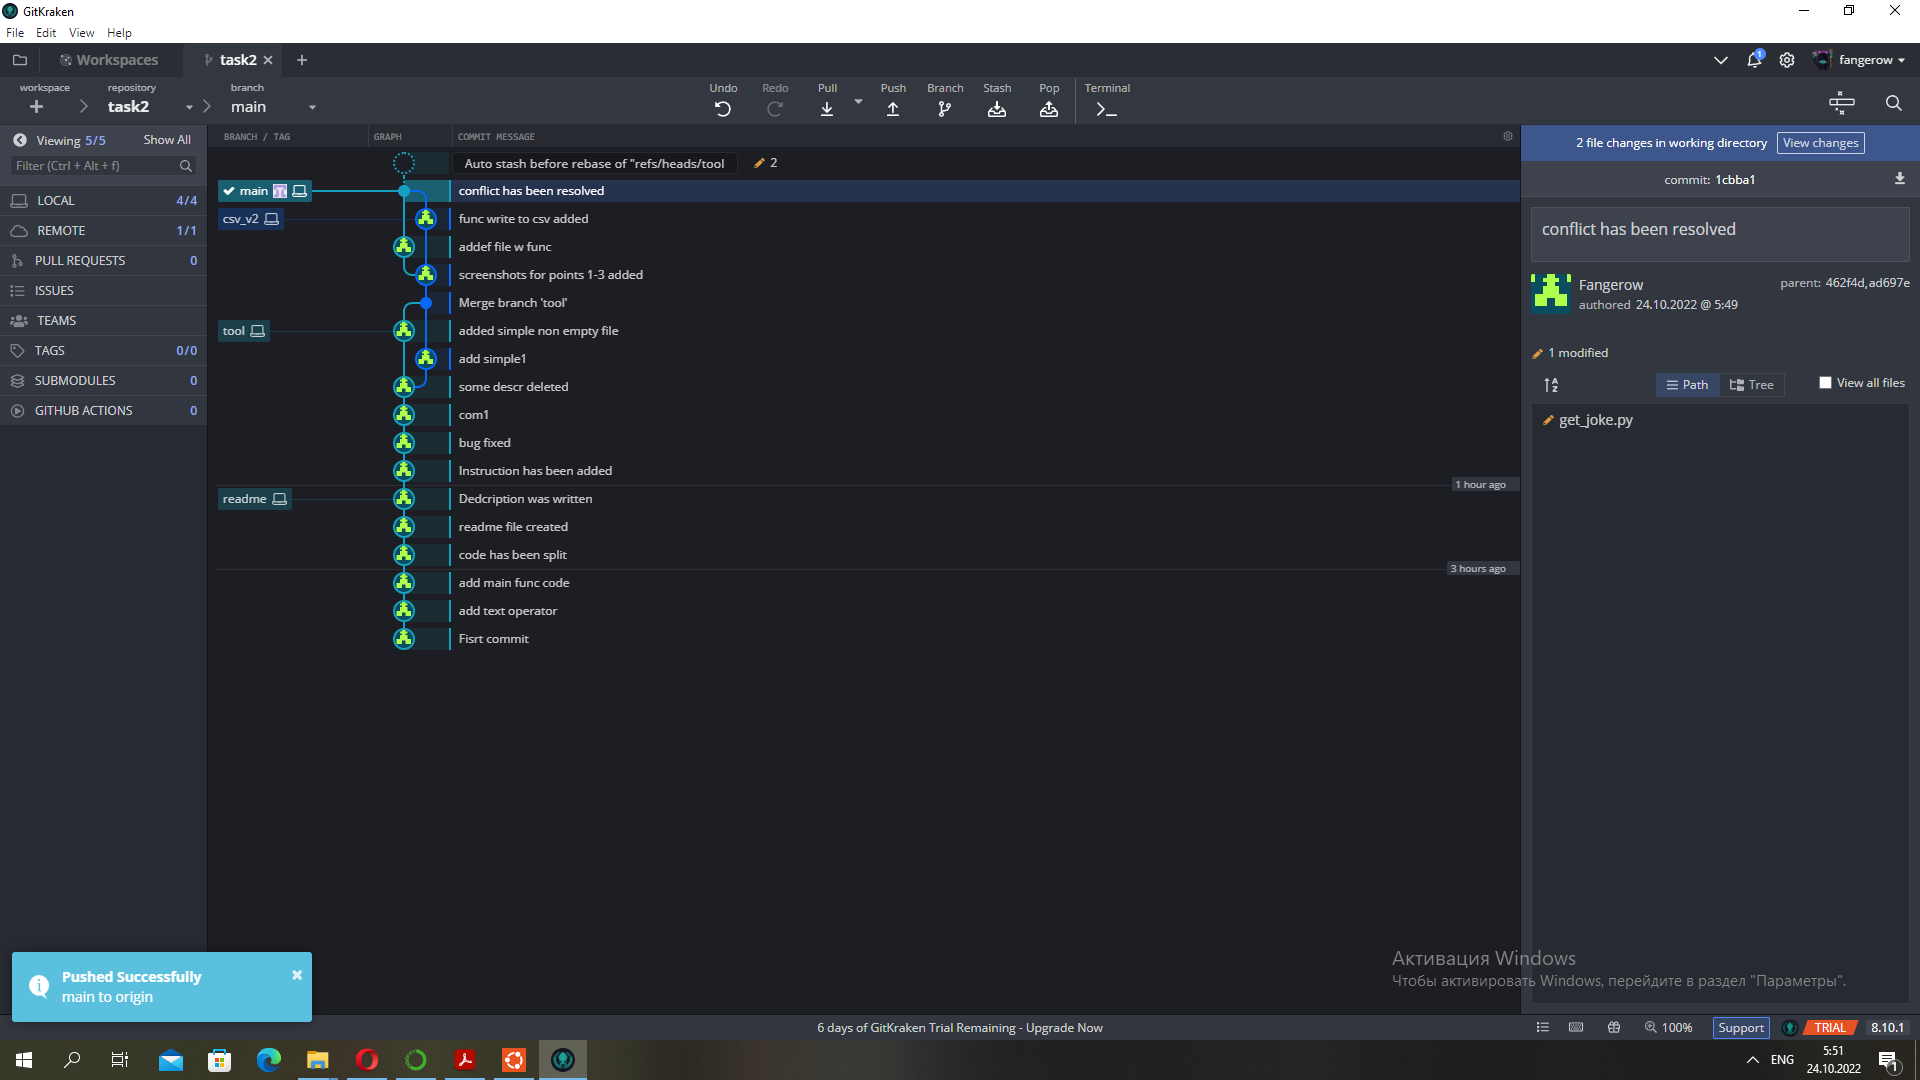 GitKraken
File Edit View Help
Workspaces
task2
1
fangerow
workspace
repository
task2
branch
main
Undo
Redo
Pull
Push
Branch
Stash
Pop
Terminal
Viewing 5/5 Show All
Filter (Ctrl + Alt + f)
LOCAL 4/4
REMOTE 1/1
PULL REQUESTS 0
ISSUES
TEAMS
TAGS 0/0
SUBMODULES 0
GITHUB ACTIONS 0
BRANCH / TAG GRAPH COMMIT MESSAGE
Auto stash before rebase of "refs/heads/tool 2
main conflict has been resolved
csv_v2 func write to csv added
addef file w func
screenshots for points 1-3 added
Merge branch 'tool'
tool added simple non empty file
add simple1
some descr deleted
com1
bug fixed
Instruction has been added
1 hour ago
readme Dedcription was written
readme file created
code has been split
3 hours ago
add main func code
add text operator
Fisrt commit
2 file changes in working directory View changes
commit: 1cbba1
conflict has been resolved
Fangerow
authored 24.10.2022 @ 5:49
parent: 462f4d,ad697e
1 modified
Path Tree View all files
get_joke.py
Pushed Successfully
main to origin
Активация Windows
Чтобы активировать Windows, перейдите в раздел "Параметры".
6 days of GitKraken Trial Remaining - Upgrade Now
100% Support TRIAL 8.10.1
ENG
5:51
24.10.2022
1